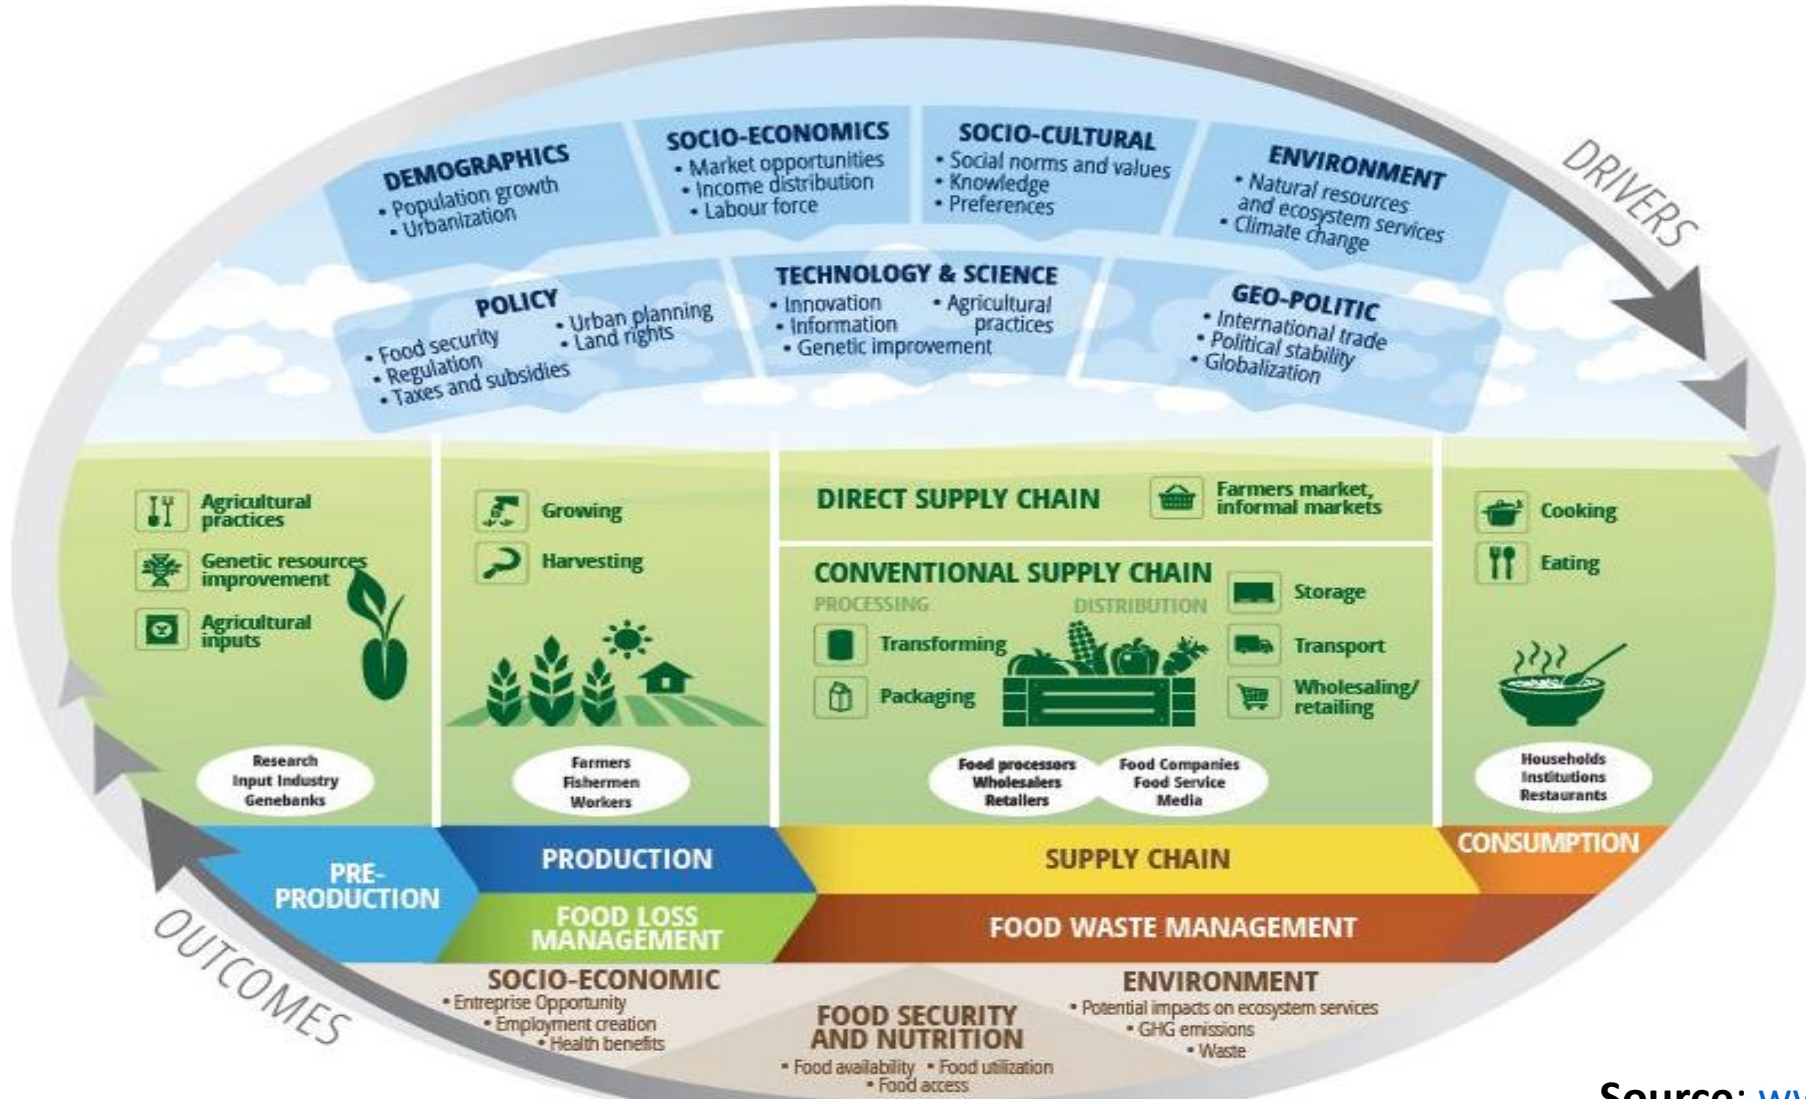 DRIVERS
DEMOGRAPHICS
• Population growth
• Urbanization
SOCIO-ECONOMICS
• Market opportunities
• Income distribution
• Labour force
SOCIO-CULTURAL
• Social norms and values
• Knowledge
• Preferences
ENVIRONMENT
• Natural resources
and ecosystem services
• Climate change
POLICY
• Food security
• Regulation
• Taxes and subsidies
• Urban planning
• Land rights
TECHNOLOGY & SCIENCE
• Innovation
• Information
• Genetic improvement
• Agricultural
practices
GEO-POLITIC
• International trade
• Political stability
• Globalization
Agricultural
practices
Genetic resources
improvement
Agricultural
inputs
Research
Input Industry
Genebanks
Growing
Harvesting
Farmers
Fishermen
Workers
DIRECT SUPPLY CHAIN
Farmers market,
informal markets
CONVENTIONAL SUPPLY CHAIN
PROCESSING
DISTRIBUTION
Transforming
Packaging
Storage
Transport
Wholesaling/
retailing
Food processors
Wholesalers
Retailers
Food Companies
Food Service
Media
Cooking
Eating
Households
Institutions
Restaurants
PRE-
PRODUCTION
PRODUCTION
SUPPLY CHAIN
CONSUMPTION
FOOD LOSS
MANAGEMENT
FOOD WASTE MANAGEMENT
OUTCOMES
SOCIO-ECONOMIC
• Entreprise Opportunity
• Employment creation
• Health benefits
FOOD SECURITY
AND NUTRITION
• Food availability • Food utilization
• Food access
ENVIRONMENT
• Potential impacts on ecosystem services
• GHG emissions
• Waste
Source: